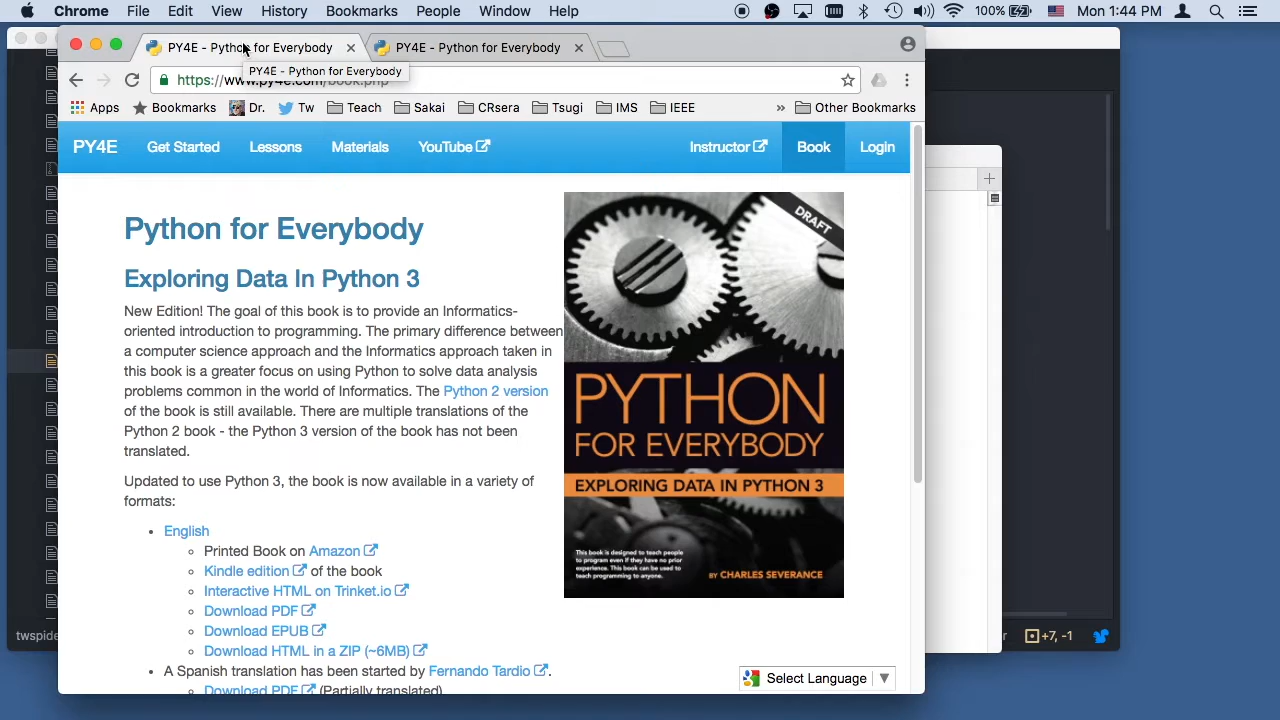 Chrome File Edit View History Bookmarks People Window Help 100% Mon 1:44 PM
PY4E - Python for Everybody PY4E - Python for Everybody
PY4E - Python for Everybody
https://www.py4e.com/book.php
Apps Bookmarks Dr. Tw Teach Sakai CRsera Tsugi IMS IEEE » Other Bookmarks
PY4E Get Started Lessons Materials YouTube Instructor Book Login
Python for Everybody
Exploring Data In Python 3
New Edition! The goal of this book is to provide an Informatics-
oriented introduction to programming. The primary difference between
a computer science approach and the Informatics approach taken in
this book is a greater focus on using Python to solve data analysis
problems common in the world of Informatics. The Python 2 version
of the book is still available. There are multiple translations of the
Python 2 book - the Python 3 version of the book has not been
translated.
Updated to use Python 3, the book is now available in a variety of
formats:
English
Printed Book on Amazon
Kindle edition of the book
Interactive HTML on Trinket.io
Download PDF
Download EPUB
Download HTML in a ZIP (~6MB)
A Spanish translation has been started by Fernando Tardio.
Download PDF (Partially translated)
DRAFT
PYTHON
FOR EVERYBODY
EXPLORING DATA IN PYTHON 3
This book is designed to teach people
to program even if they have no prior
experience. This book can be used to
teach programming to anyone.
BY CHARLES SEVERANCE
Select Language
twspide
r +7, -1